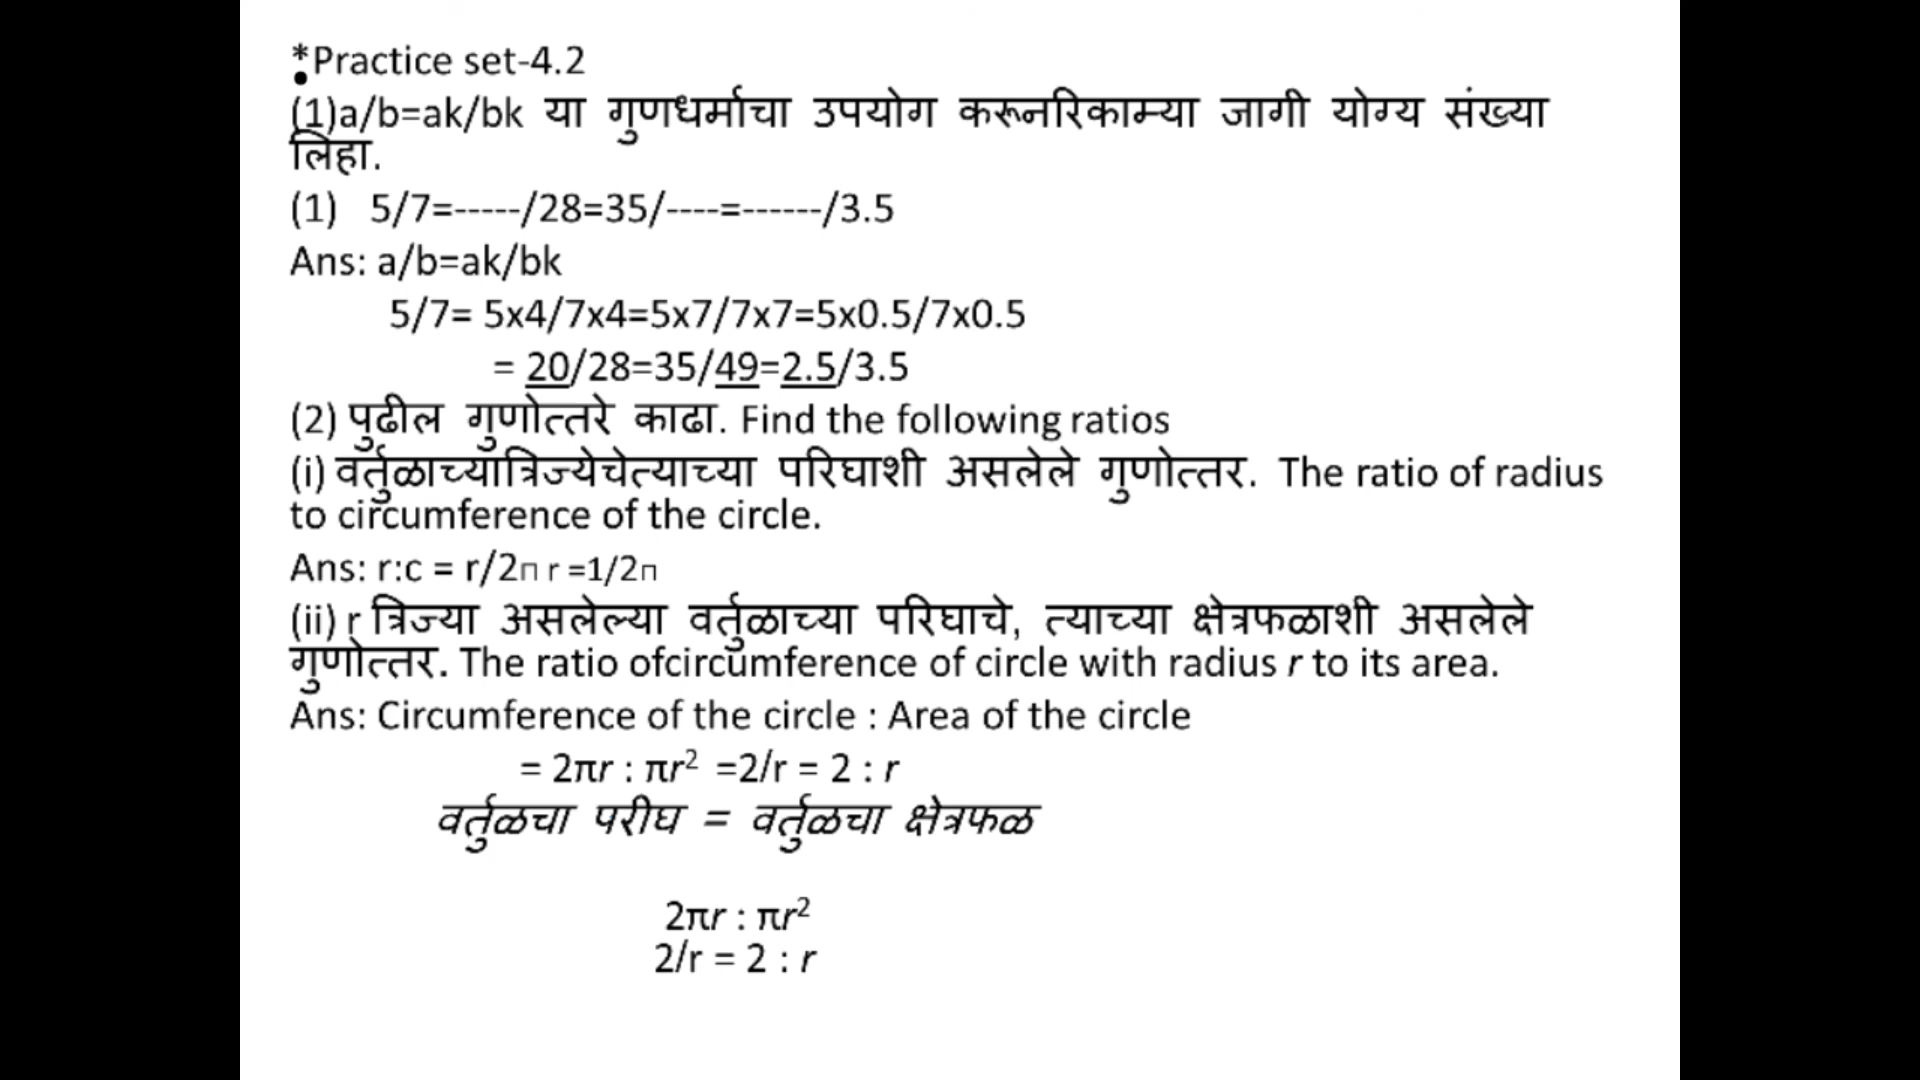 *Practice set-4.2
(1)a/b=ak/bk या गुणधर्माचा उपयोग करूनरिकाम्या जागी योग्य संख्या
लिहा.
(1) 5/7=-----/28=35/----=------/3.5
Ans: a/b=ak/bk
5/7= 5x4/7x4=5x7/7x7=5x0.5/7x0.5
= 20/28=35/49=2.5/3.5
(2) पुढील गुणोत्तरे काढा. Find the following ratios
(i) वर्तुळाच्यात्रिज्येचेत्याच्या परिघाशी असलेले गुणोत्तर. The ratio of radius
to circumference of the circle.
Ans: r:c = r/2п r =1/2п
(ii) r त्रिज्या असलेल्या वर्तुळाच्या परिघाचे, त्याच्या क्षेत्रफळाशी असलेले
गुणोत्तर. The ratio ofcircumference of circle with radius r to its area.
Ans: Circumference of the circle : Area of the circle
= 2πr : πr² =2/r = 2 : r
वर्तुळचा परीघ = वर्तुळचा क्षेत्रफळ
2πr : πr²
2/r = 2 : r